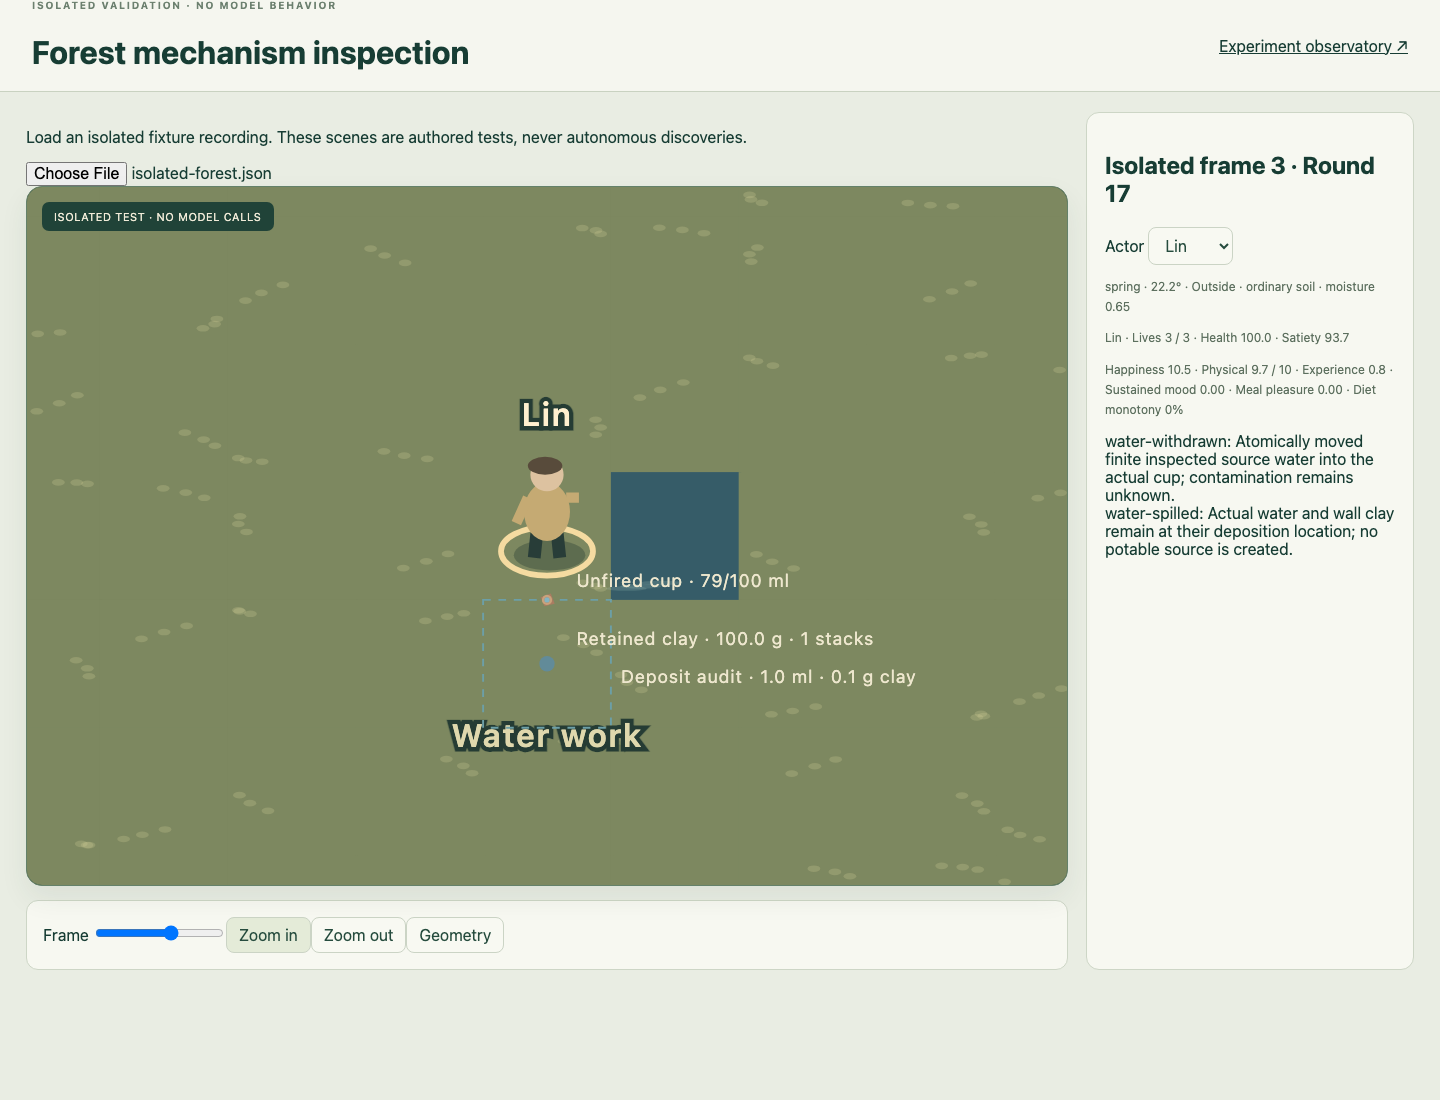 ISOLATED VALIDATION · NO MODEL BEHAVIOR
Forest mechanism inspection
Experiment observatory ↗
Load an isolated fixture recording. These scenes are authored tests, never autonomous discoveries.
Choose File isolated-forest.json
ISOLATED TEST · NO MODEL CALLS
Lin
Unfired cup · 79/100 ml
Retained clay · 100.0 g · 1 stacks
Deposit audit · 1.0 ml · 0.1 g clay
Water work
Frame
Zoom in
Zoom out
Geometry
Isolated frame 3 · Round
17
Actor Lin
spring · 22.2° · Outside · ordinary soil · moisture
0.65
Lin · Lives 3 / 3 · Health 100.0 · Satiety 93.7
Happiness 10.5 · Physical 9.7 / 10 · Experience 0.8 ·
Sustained mood 0.00 · Meal pleasure 0.00 · Diet
monotony 0%
water-withdrawn: Atomically moved
finite inspected source water into the
actual cup; contamination remains
unknown.
water-spilled: Actual water and wall clay
remain at their deposition location; no
potable source is created.